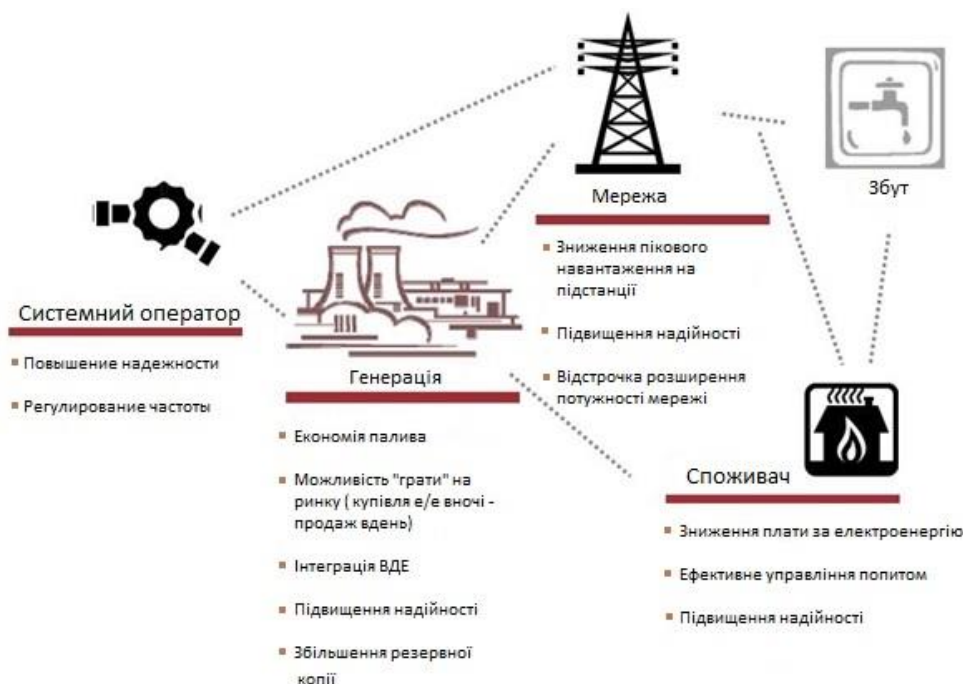 Мережа
Збут
Зниження пікового
навантаження на
підстанції
Підвищення надійності
Відстрочка розширення
потужності мережі
Системний оператор
Повышение надежности
Регулирование частоты
Генерація
Економія палива
Можливість "грати" на
ринку ( купівля е/е вночі -
продаж вдень)
Інтеграція ВДЕ
Підвищення надійності
Збільшення резервної
копії
Споживач
Зниження плати за електроенергію
Ефективне управління попитом
Підвищення надійності